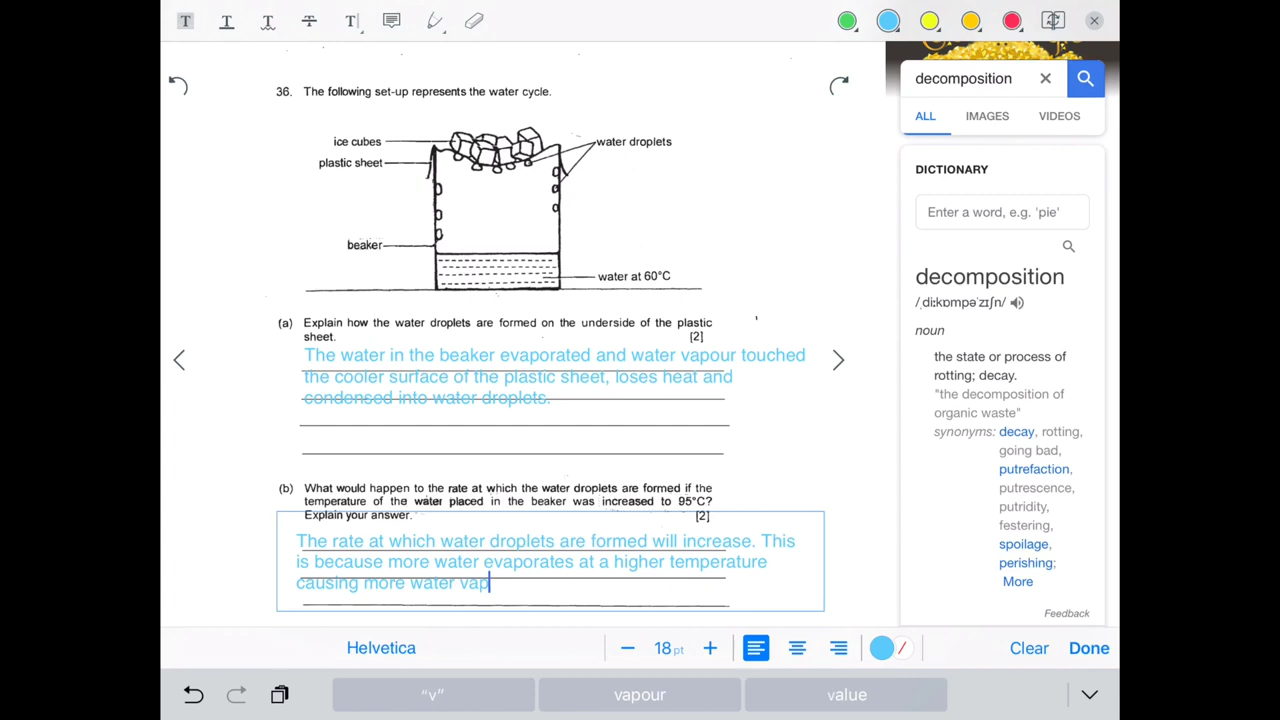 T T T T T
decomposition
ALL IMAGES VIDEOS
36. The following set-up represents the water cycle.
ice cubes
water droplets
plastic sheet
beaker
water at 60°C
(a) Explain how the water droplets are formed on the underside of the plastic
sheet. [2]
The water in the beaker evaporated and water vapour touched
the cooler surface of the plastic sheet, loses heat and
condensed into water droplets.
(b) What would happen to the rate at which the water droplets are formed if the
temperature of the water placed in the beaker was increased to 95°C?
Explain your answer. [2]
The rate at which water droplets are formed will increase. This
is because more water evaporates at a higher temperature
causing more water vap
DICTIONARY
Enter a word, e.g. 'pie'
decomposition
/ˌdiːkɒmpəˈzɪʃn/
noun
the state or process of
rotting; decay.
"the decomposition of
organic waste"
synonyms: decay, rotting,
going bad,
putrefaction,
putrescence,
putridity,
festering,
spoilage,
perishing;
More
Feedback
Helvetica
18 pt
Clear Done
“v” vapour value